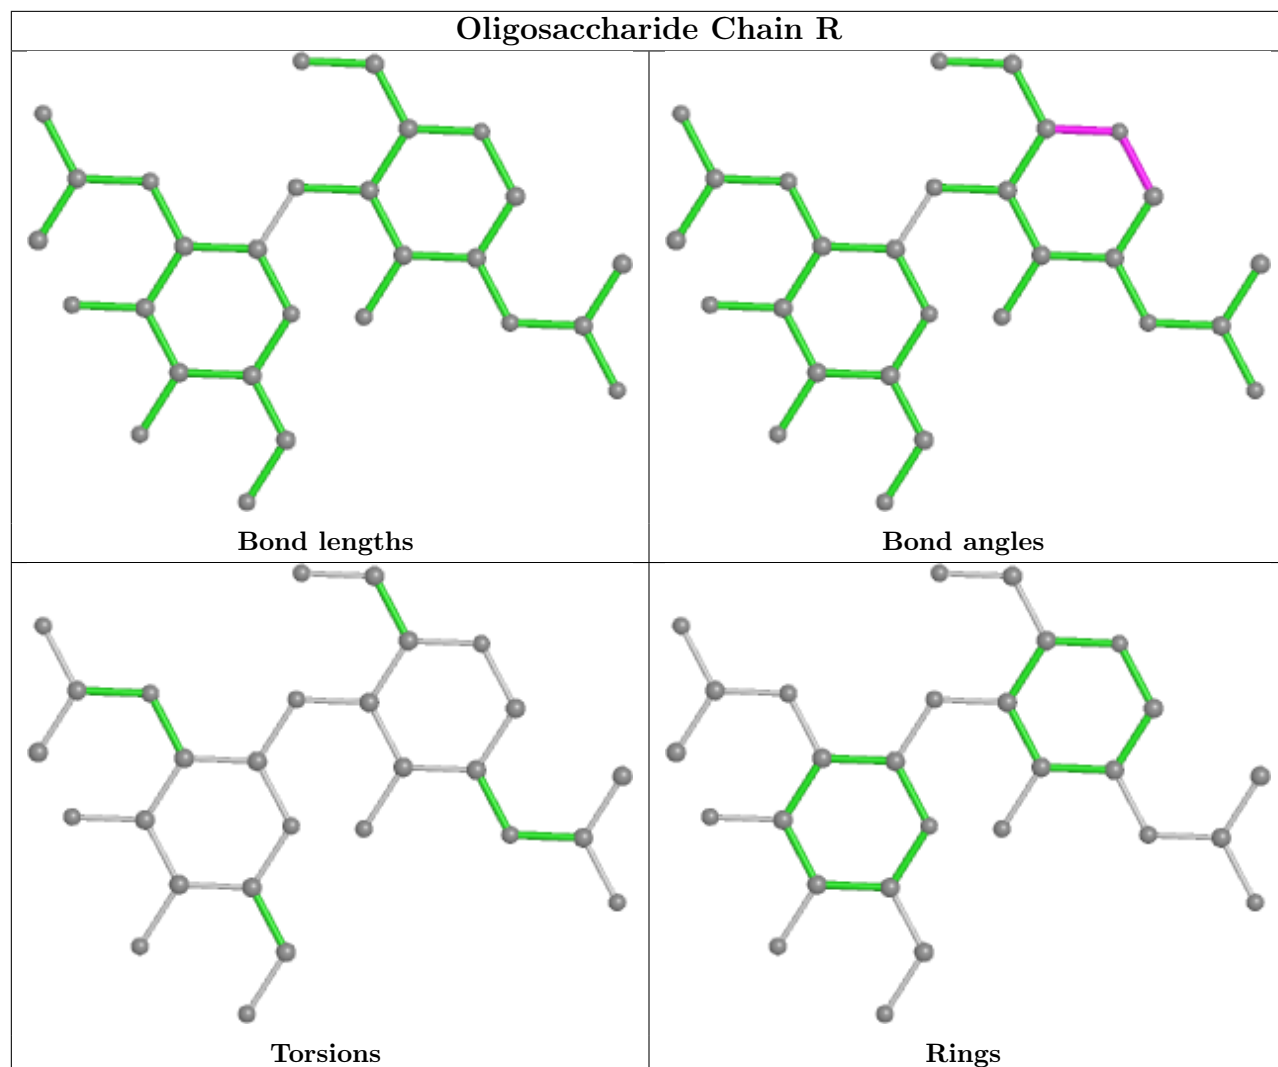 Oligosaccharide Chain R
Bond lengths
Bond angles
Torsions
Rings